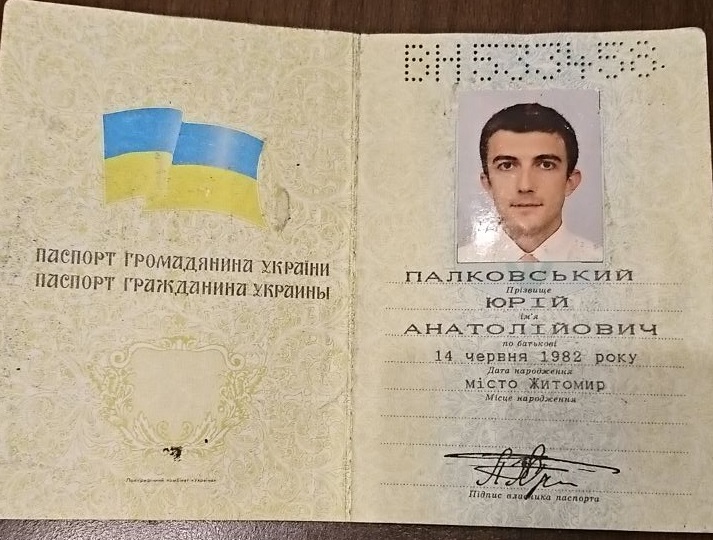 ПАСПОРТ ГРОМАДЯНИНА УКРАЇНИ
ПАСПОРТ ГРАЖДАНИНА УКРАИНЫ
Поліграфічний комбінат «Україна»
ВН533458
ПАЛКОВСЬКИЙ
Прізвище
ЮРІЙ
ім'я
АНАТОЛІЙОВИЧ
по батькові
14 червня 1982 року
Дата народження
місто Житомир
Місце народження
Підпис власника паспорта